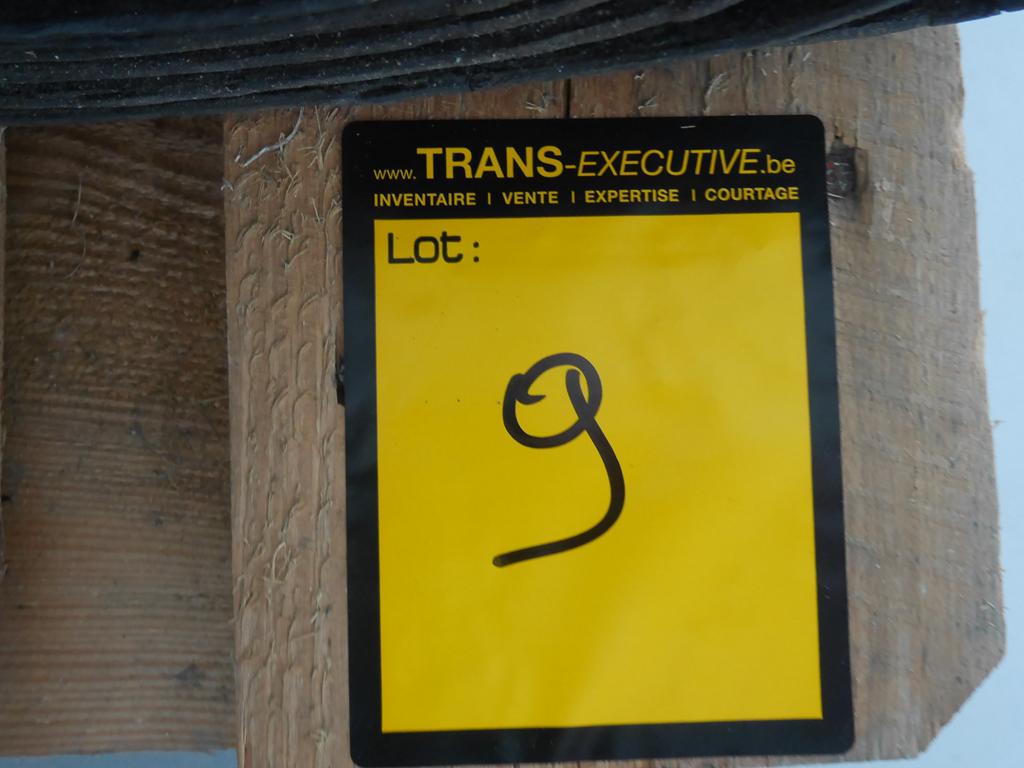 www.TRANS-EXECUTIVE.be
INVENTAIRE | VENTE | EXPERTISE | COURTAGE
Lot:
9